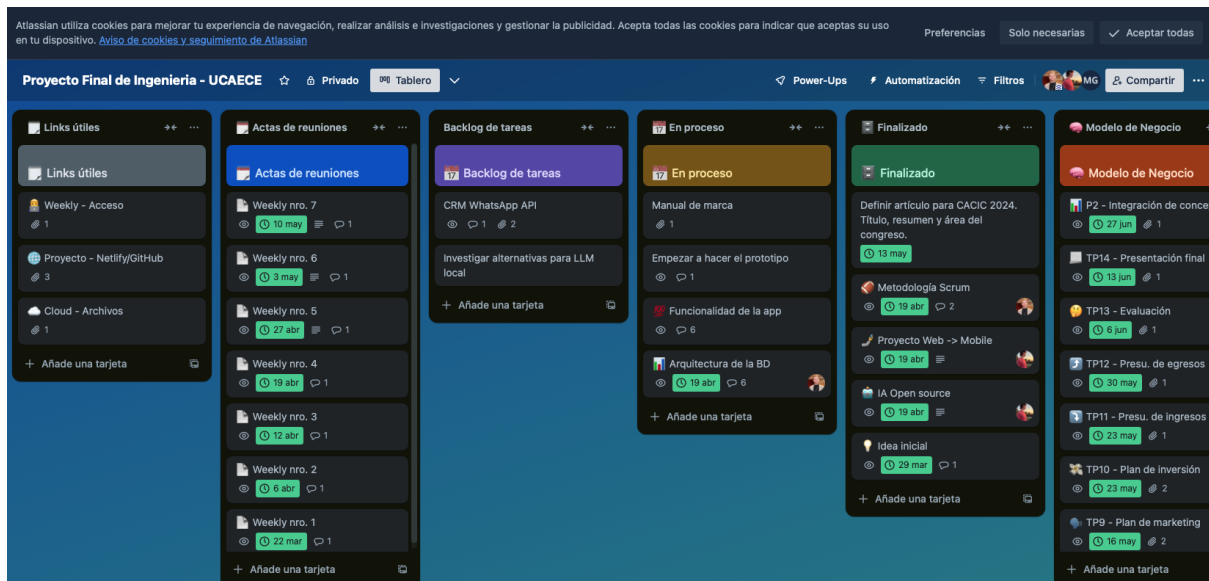 Atlassian utiliza cookies para mejorar tu experiencia de navegación, realizar análisis e investigaciones y gestionar la publicidad. Acepta todas las cookies para indicar que aceptas su uso
en tu dispositivo. Aviso de cookies y seguimiento de Atlassian
Preferencias
Solo necesarias
Aceptar todas
Proyecto Final de Ingenieria - UCAECE
Privado
Tablero
Power-Ups
Automatización
Filtros
MG
Compartir
Links útiles
Links útiles
Weekly - Acceso
1
Proyecto - Netlify/GitHub
3
Cloud - Archivos
1
Añade una tarjeta
Actas de reuniones
Actas de reuniones
Weekly nro. 7
10 may
1
Weekly nro. 6
3 may
1
Weekly nro. 5
27 abr
1
Weekly nro. 4
19 abr
1
Weekly nro. 3
12 abr
1
Weekly nro. 2
6 abr
1
Weekly nro. 1
22 mar
1
Añade una tarjeta
Backlog de tareas
17 Backlog de tareas
CRM WhatsApp API
1 2
Investigar alternativas para LLM
local
Añade una tarjeta
17 En proceso
17 En proceso
Manual de marca
1
Empezar a hacer el prototipo
1
Funcionalidad de la app
6
Arquitectura de la BD
19 abr 6
Añade una tarjeta
Finalizado
Finalizado
Definir artículo para CACIC 2024.
Título, resumen y área del
congreso.
13 may
Metodología Scrum
19 abr 2
Proyecto Web -> Mobile
19 abr
IA Open source
19 abr
Idea inicial
29 mar 1
Añade una tarjeta
Modelo de Negocio
Modelo de Negocio
P2 - Integración de conce
27 jun 1
TP14 - Presentación final
13 jun 1
TP13 - Evaluación
6 jun 1
TP12 - Presu. de egresos
30 may 1
TP11 - Presu. de ingresos
23 may 1
TP10 - Plan de inversión
23 may 2
TP9 - Plan de marketing
16 may 2
Añade una tarjeta